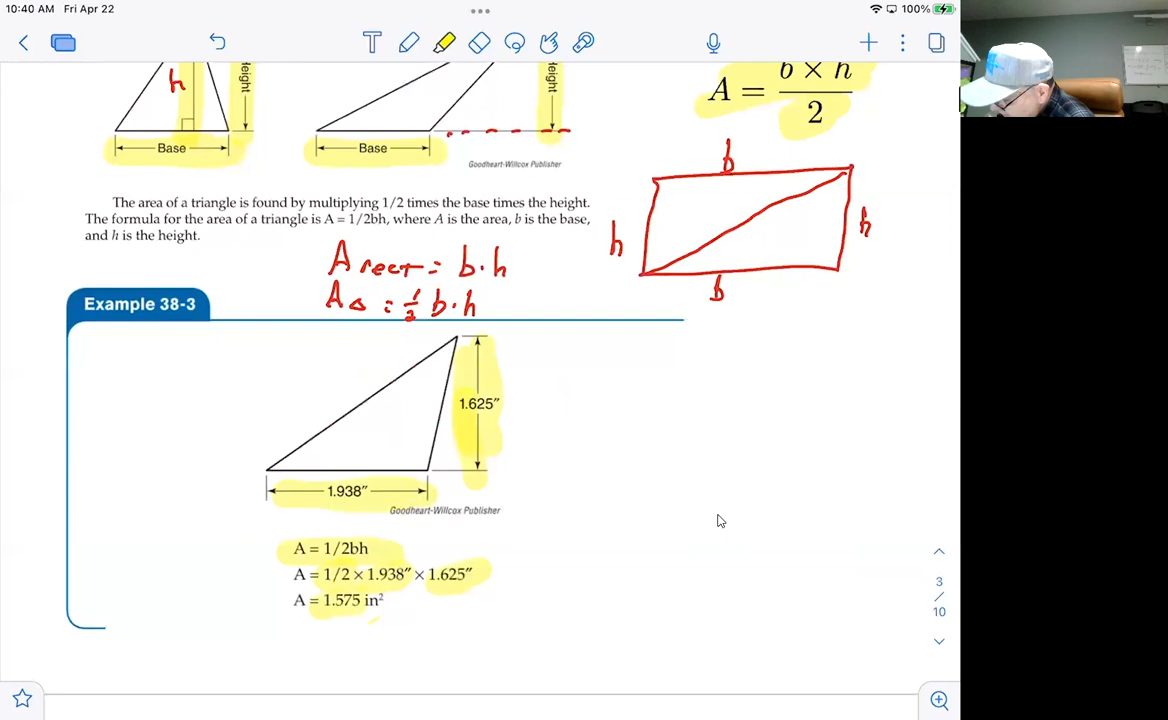 10:40 AM Fri Apr 22
100%
h
Height
Height
b × h
A =
2
Base
Base
Goodheart-Willcox Publisher
b
The area of a triangle is found by multiplying 1/2 times the base times the height.
The formula for the area of a triangle is A = 1/2bh, where A is the area, b is the base,
and h is the height.
h
h
b
A rect = b·h
A△ = 1/2 b·h
Example 38-3
1.625″
1.938″
Goodheart-Willcox Publisher
A = 1/2bh
A = 1/2 × 1.938″ × 1.625″
A = 1.575 in²
3
/
10